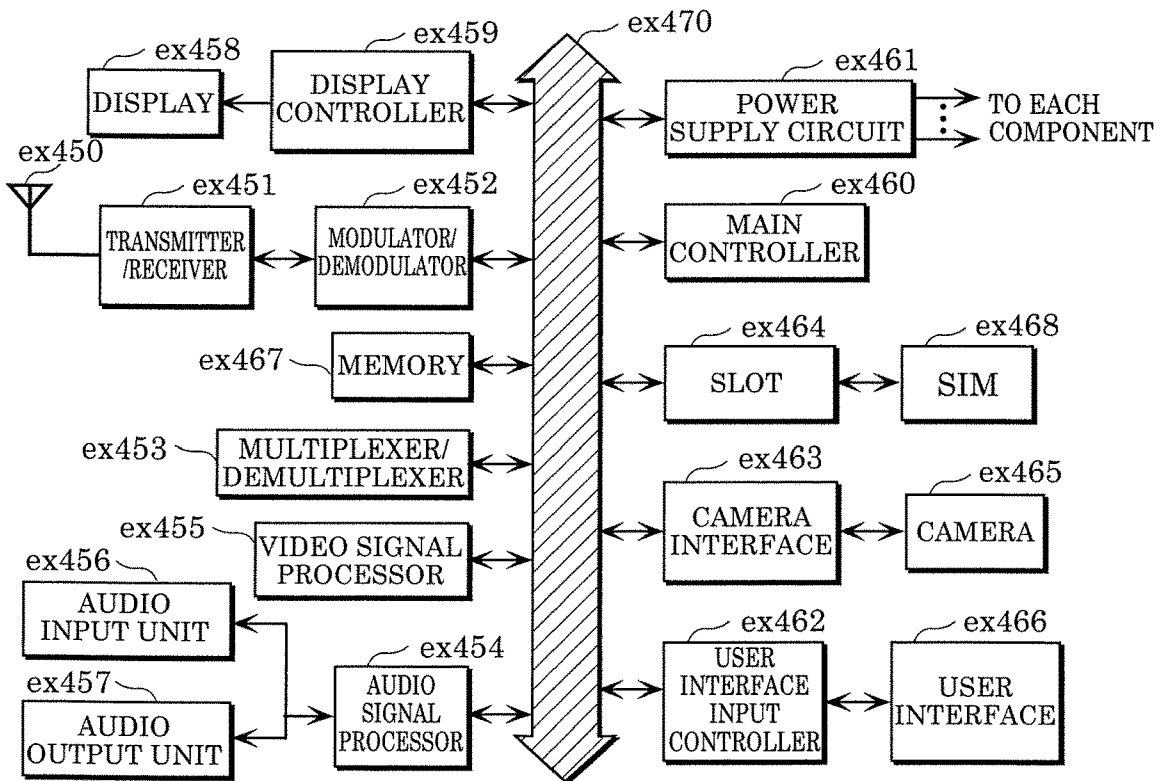 ex470
ex459
ex458
DISPLAY
DISPLAY
CONTROLLER
ex461
POWER
SUPPLY CIRCUIT
TO EACH
COMPONENT
ex450
ex451
TRANSMITTER
/RECEIVER
ex452
MODULATOR/
DEMODULATOR
ex460
MAIN
CONTROLLER
ex467
MEMORY
ex464
SLOT
ex468
SIM
ex453
MULTIPLEXER/
DEMULTIPLEXER
ex463
CAMERA
INTERFACE
ex465
CAMERA
ex455
VIDEO SIGNAL
PROCESSOR
ex456
AUDIO
INPUT UNIT
ex457
AUDIO
OUTPUT UNIT
ex454
AUDIO
SIGNAL
PROCESSOR
ex462
USER
INTERFACE
INPUT
CONTROLLER
ex466
USER
INTERFACE